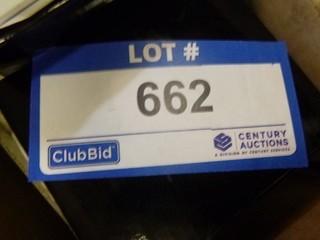 LOT #
662
ClubBid
CENTURY
AUCTIONS
A DIVISION OF CENTURY SERVICES